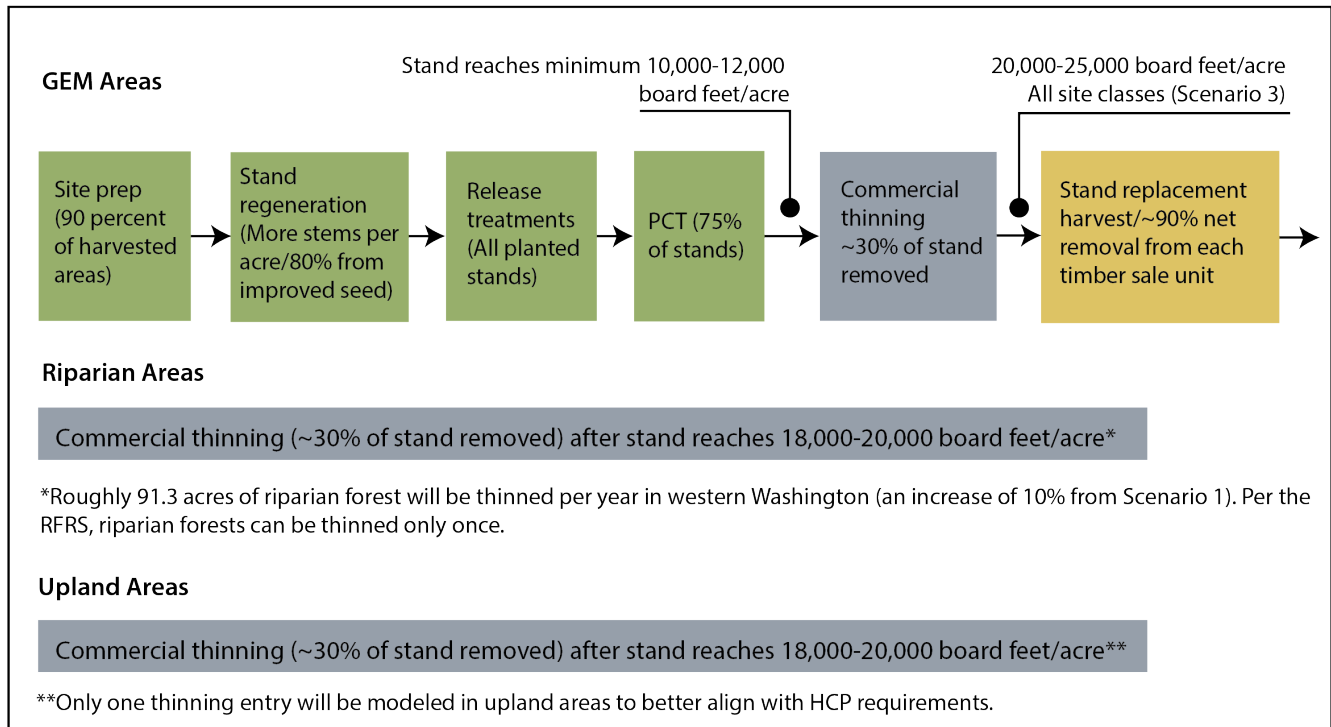 GEM Areas
Stand reaches minimum 10,000-12,000
board feet/acre
20,000-25,000 board feet/acre
All site classes (Scenario 3)
Site prep
(90 percent
of harvested
areas)
Stand
regeneration
(More stems per
acre/80% from
improved seed)
Release
treatments
(All planted
stands)
PCT (75%
of stands)
Commercial
thinning
~30% of stand
removed
Stand replacement
harvest/~90% net
removal from each
timber sale unit
Riparian Areas
Commercial thinning (~30% of stand removed) after stand reaches 18,000-20,000 board feet/acre*
*Roughly 91.3 acres of riparian forest will be thinned per year in western Washington (an increase of 10% from Scenario 1). Per the
RFRS, riparian forests can be thinned only once.
Upland Areas
Commercial thinning (~30% of stand removed) after stand reaches 18,000-20,000 board feet/acre**
**Only one thinning entry will be modeled in upland areas to better align with HCP requirements.